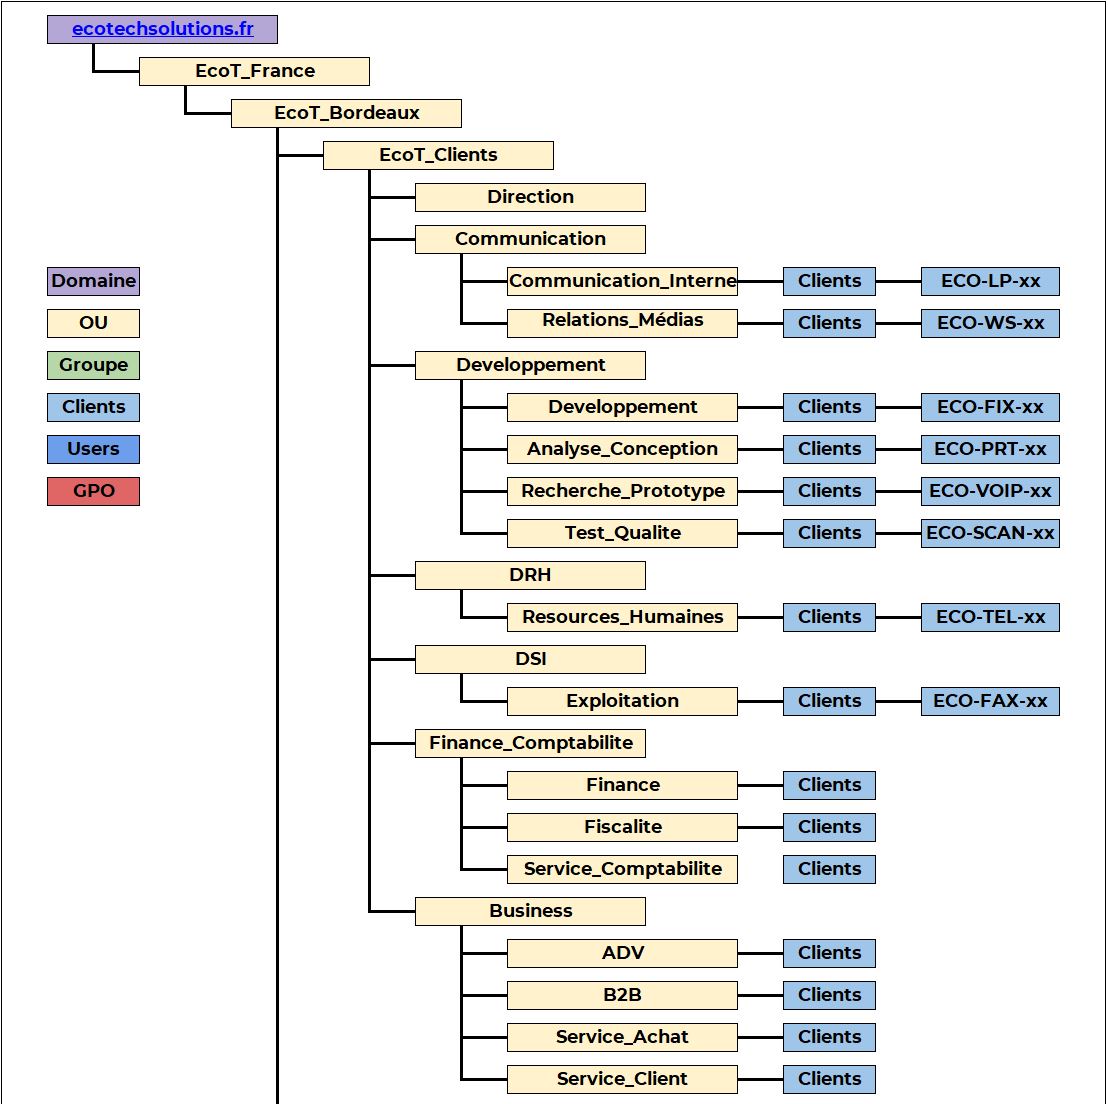 ecotechsolutions.fr
EcoT_France
EcoT_Bordeaux
EcoT_Clients
Direction
Communication
Domaine Communication_Interne Clients ECO-LP-xx
OU Relations_Médias Clients ECO-WS-xx
Groupe Developpement
Clients Developpement Clients ECO-FIX-xx
Users Analyse_Conception Clients ECO-PRT-xx
GPO Recherche_Prototype Clients ECO-VOIP-xx
Test_Qualite Clients ECO-SCAN-xx
DRH
Resources_Humaines Clients ECO-TEL-xx
DSI
Exploitation Clients ECO-FAX-xx
Finance_Comptabilite
Finance Clients
Fiscalite Clients
Service_Comptabilite Clients
Business
ADV Clients
B2B Clients
Service_Achat Clients
Service_Client Clients